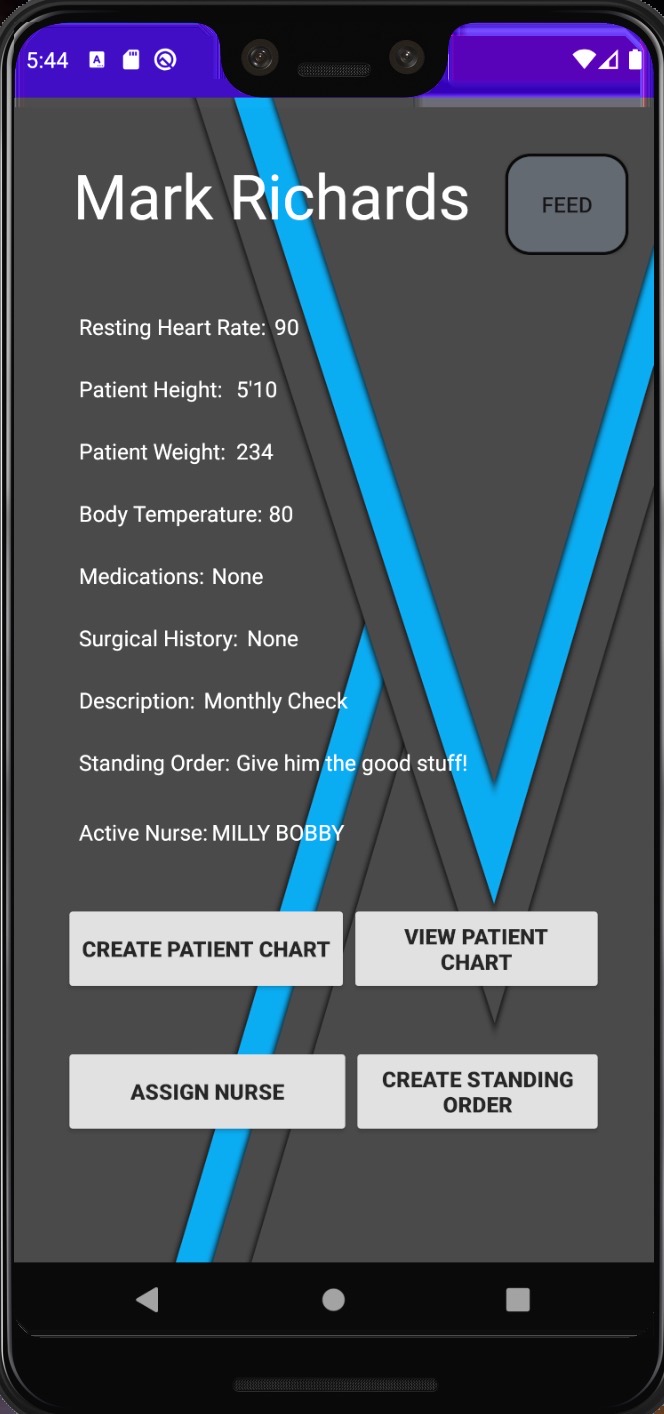 5:44
Mark Richards
FEED
Resting Heart Rate: 90
Patient Height: 5'10
Patient Weight: 234
Body Temperature: 80
Medications: None
Surgical History: None
Description: Monthly Check
Standing Order: Give him the good stuff!
Active Nurse: MILLY BOBBY
CREATE PATIENT CHART
VIEW PATIENT
CHART
ASSIGN NURSE
CREATE STANDING
ORDER